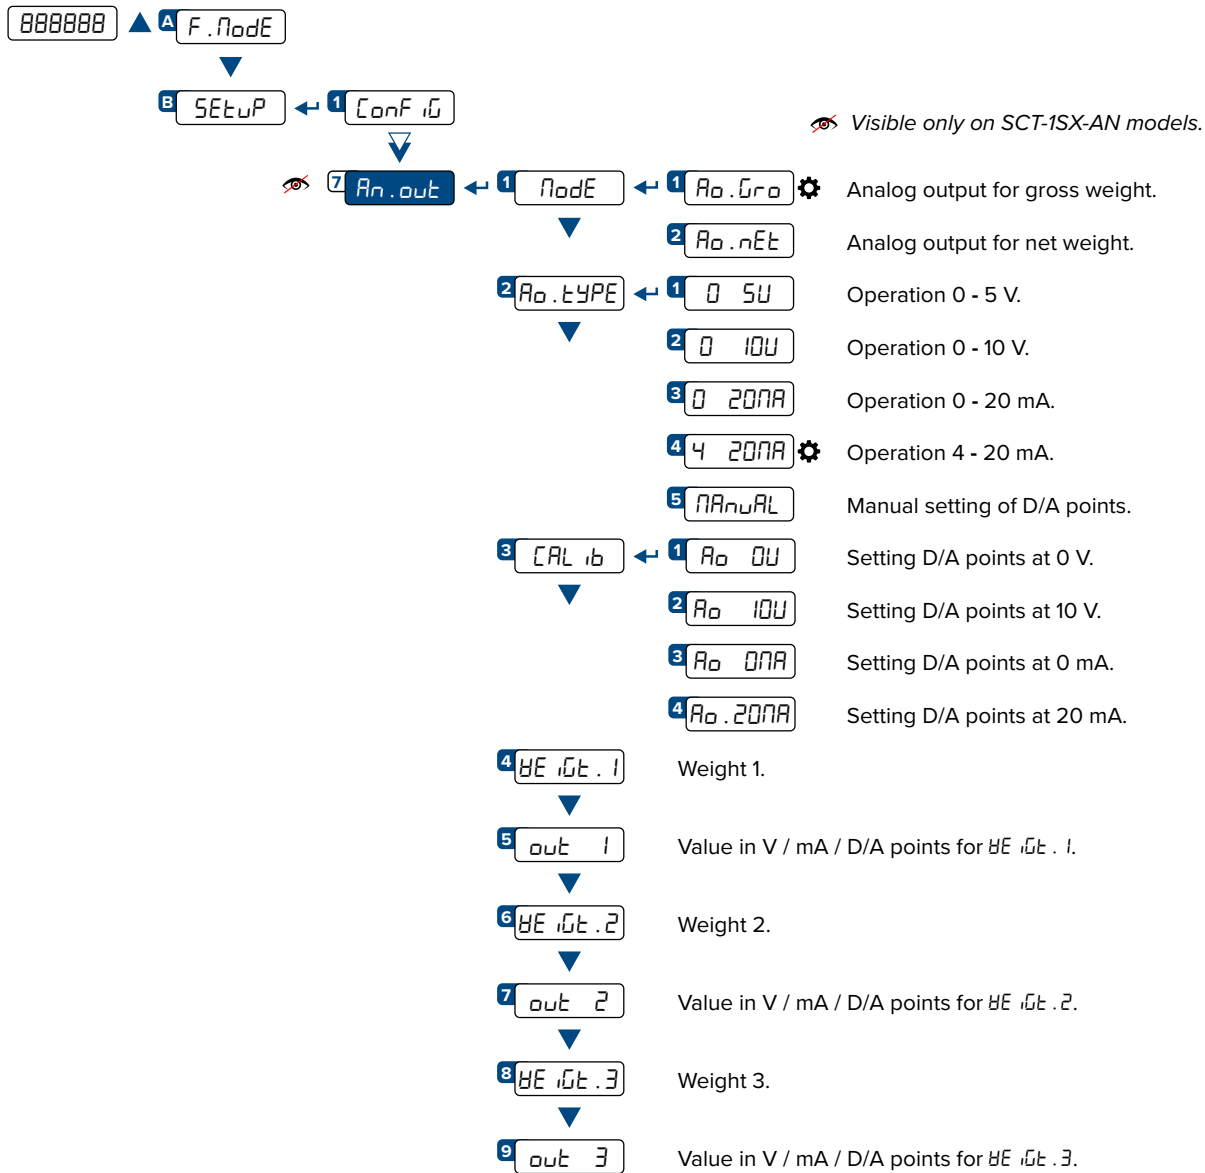 888888 A F.ModE
B SEtuP 1 ConFiG
Visible only on SCT-1SX-AN models.
7 An.out 1 ModE 1 Ao.Gro Analog output for gross weight.
2 Ao.nEt Analog output for net weight.
2 Ao.tYPE 1 0 5V Operation 0 - 5 V.
2 0 10V Operation 0 - 10 V.
3 0 20MA Operation 0 - 20 mA.
4 4 20MA Operation 4 - 20 mA.
5 MAnuAL Manual setting of D/A points.
3 CALib 1 Ao 0V Setting D/A points at 0 V.
2 Ao 10V Setting D/A points at 10 V.
3 Ao 0MA Setting D/A points at 0 mA.
4 Ao.20MA Setting D/A points at 20 mA.
4 WEiGt.1 Weight 1.
5 out 1 Value in V / mA / D/A points for WEiGt.1.
6 WEiGt.2 Weight 2.
7 out 2 Value in V / mA / D/A points for WEiGt.2.
8 WEiGt.3 Weight 3.
9 out 3 Value in V / mA / D/A points for WEiGt.3.